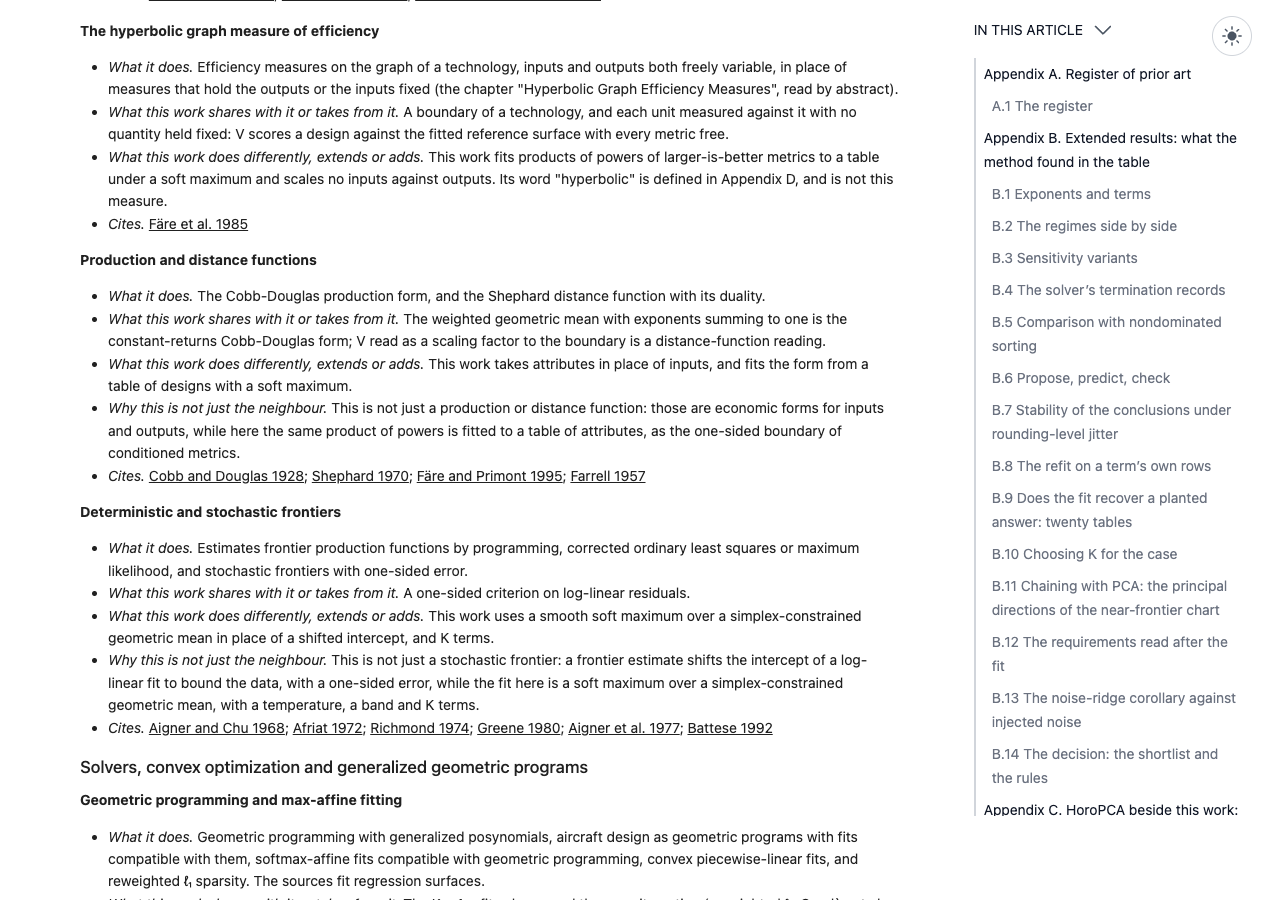 The hyperbolic graph measure of efficiency
What it does. Efficiency measures on the graph of a technology, inputs and outputs both freely variable, in place of
measures that hold the outputs or the inputs fixed (the chapter "Hyperbolic Graph Efficiency Measures", read by abstract).
What this work shares with it or takes from it. A boundary of a technology, and each unit measured against it with no
quantity held fixed: V scores a design against the fitted reference surface with every metric free.
What this work does differently, extends or adds. This work fits products of powers of larger-is-better metrics to a table
under a soft maximum and scales no inputs against outputs. Its word "hyperbolic" is defined in Appendix D, and is not this
measure.
Cites. Färe et al. 1985
Production and distance functions
What it does. The Cobb-Douglas production form, and the Shephard distance function with its duality.
What this work shares with it or takes from it. The weighted geometric mean with exponents summing to one is the
constant-returns Cobb-Douglas form; V read as a scaling factor to the boundary is a distance-function reading.
What this work does differently, extends or adds. This work takes attributes in place of inputs, and fits the form from a
table of designs with a soft maximum.
Why this is not just the neighbour. This is not just a production or distance function: those are economic forms for inputs
and outputs, while here the same product of powers is fitted to a table of attributes, as the one-sided boundary of
conditioned metrics.
Cites. Cobb and Douglas 1928; Shephard 1970; Färe and Primont 1995; Farrell 1957
Deterministic and stochastic frontiers
What it does. Estimates frontier production functions by programming, corrected ordinary least squares or maximum
likelihood, and stochastic frontiers with one-sided error.
What this work shares with it or takes from it. A one-sided criterion on log-linear residuals.
What this work does differently, extends or adds. This work uses a smooth soft maximum over a simplex-constrained
geometric mean in place of a shifted intercept, and K terms.
Why this is not just the neighbour. This is not just a stochastic frontier: a frontier estimate shifts the intercept of a log-
linear fit to bound the data, with a one-sided error, while the fit here is a soft maximum over a simplex-constrained
geometric mean, with a temperature, a band and K terms.
Cites. Aigner and Chu 1968; Afriat 1972; Richmond 1974; Greene 1980; Aigner et al. 1977; Battese 1992
Solvers, convex optimization and generalized geometric programs
Geometric programming and max-affine fitting
What it does. Geometric programming with generalized posynomials, aircraft design as geometric programs with fits
compatible with them, softmax-affine fits compatible with geometric programming, convex piecewise-linear fits, and
reweighted ℓ₁ sparsity. The sources fit regression surfaces.
IN THIS ARTICLE
Appendix A. Register of prior art
A.1 The register
Appendix B. Extended results: what the
method found in the table
B.1 Exponents and terms
B.2 The regimes side by side
B.3 Sensitivity variants
B.4 The solver’s termination records
B.5 Comparison with nondominated
sorting
B.6 Propose, predict, check
B.7 Stability of the conclusions under
rounding-level jitter
B.8 The refit on a term’s own rows
B.9 Does the fit recover a planted
answer: twenty tables
B.10 Choosing K for the case
B.11 Chaining with PCA: the principal
directions of the near-frontier chart
B.12 The requirements read after the
fit
B.13 The noise-ridge corollary against
injected noise
B.14 The decision: the shortlist and
the rules
Appendix C. HoroPCA beside this work: